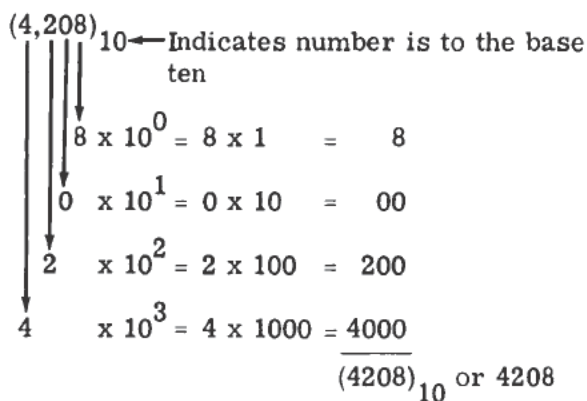 (4,208)10←Indicates number is to the base
ten
8 x 10^0 = 8 x 1 = 8
0 x 10^1 = 0 x 10 = 00
2 x 10^2 = 2 x 100 = 200
4 x 10^3 = 4 x 1000 = 4000
(4208)10 or 4208